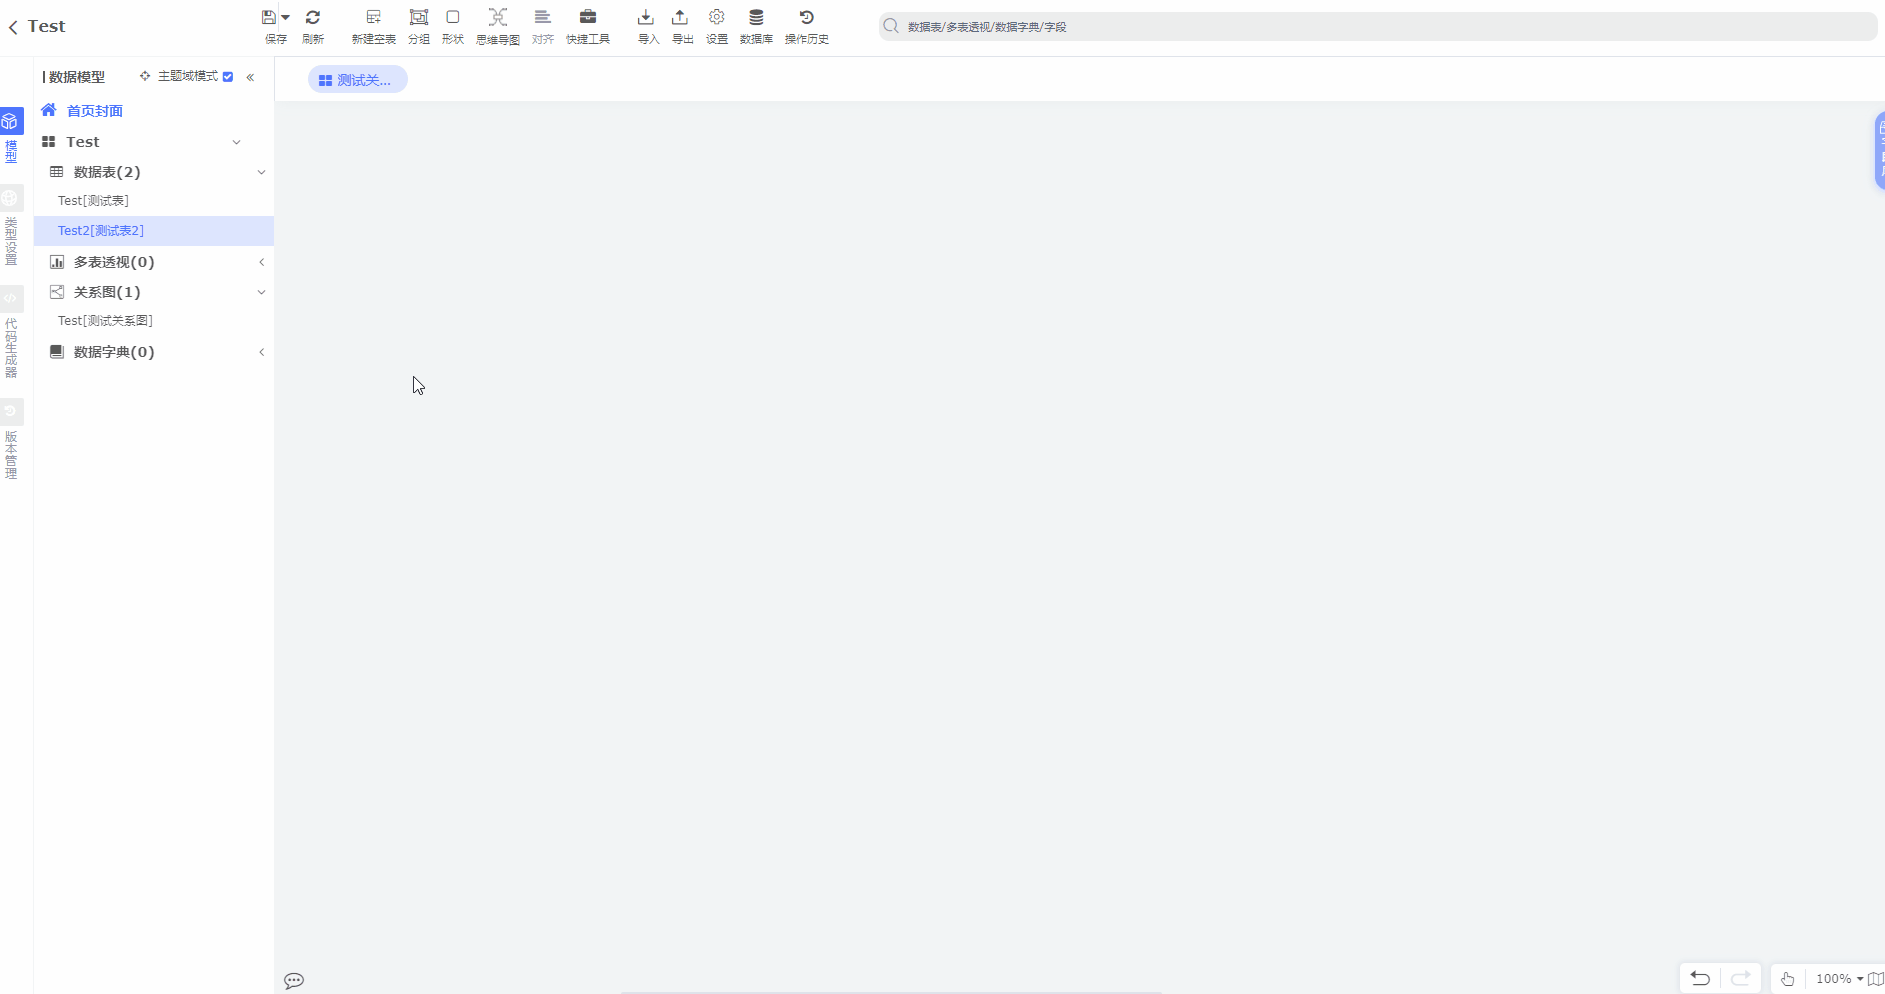 Test
保存 刷新 新建空表 分组 形状 思维导图 对齐 快捷工具 导入 导出 设置 数据库 操作历史
数据表/多表透视/数据字典/字段
数据模型 主题域模式
测试关...
首页封面
Test
数据表(2)
Test[测试表]
Test2[测试表2]
多表透视(0)
关系图(1)
Test[测试关系图]
数据字典(0)
模型
类型设置
代码生成器
版本管理
100%